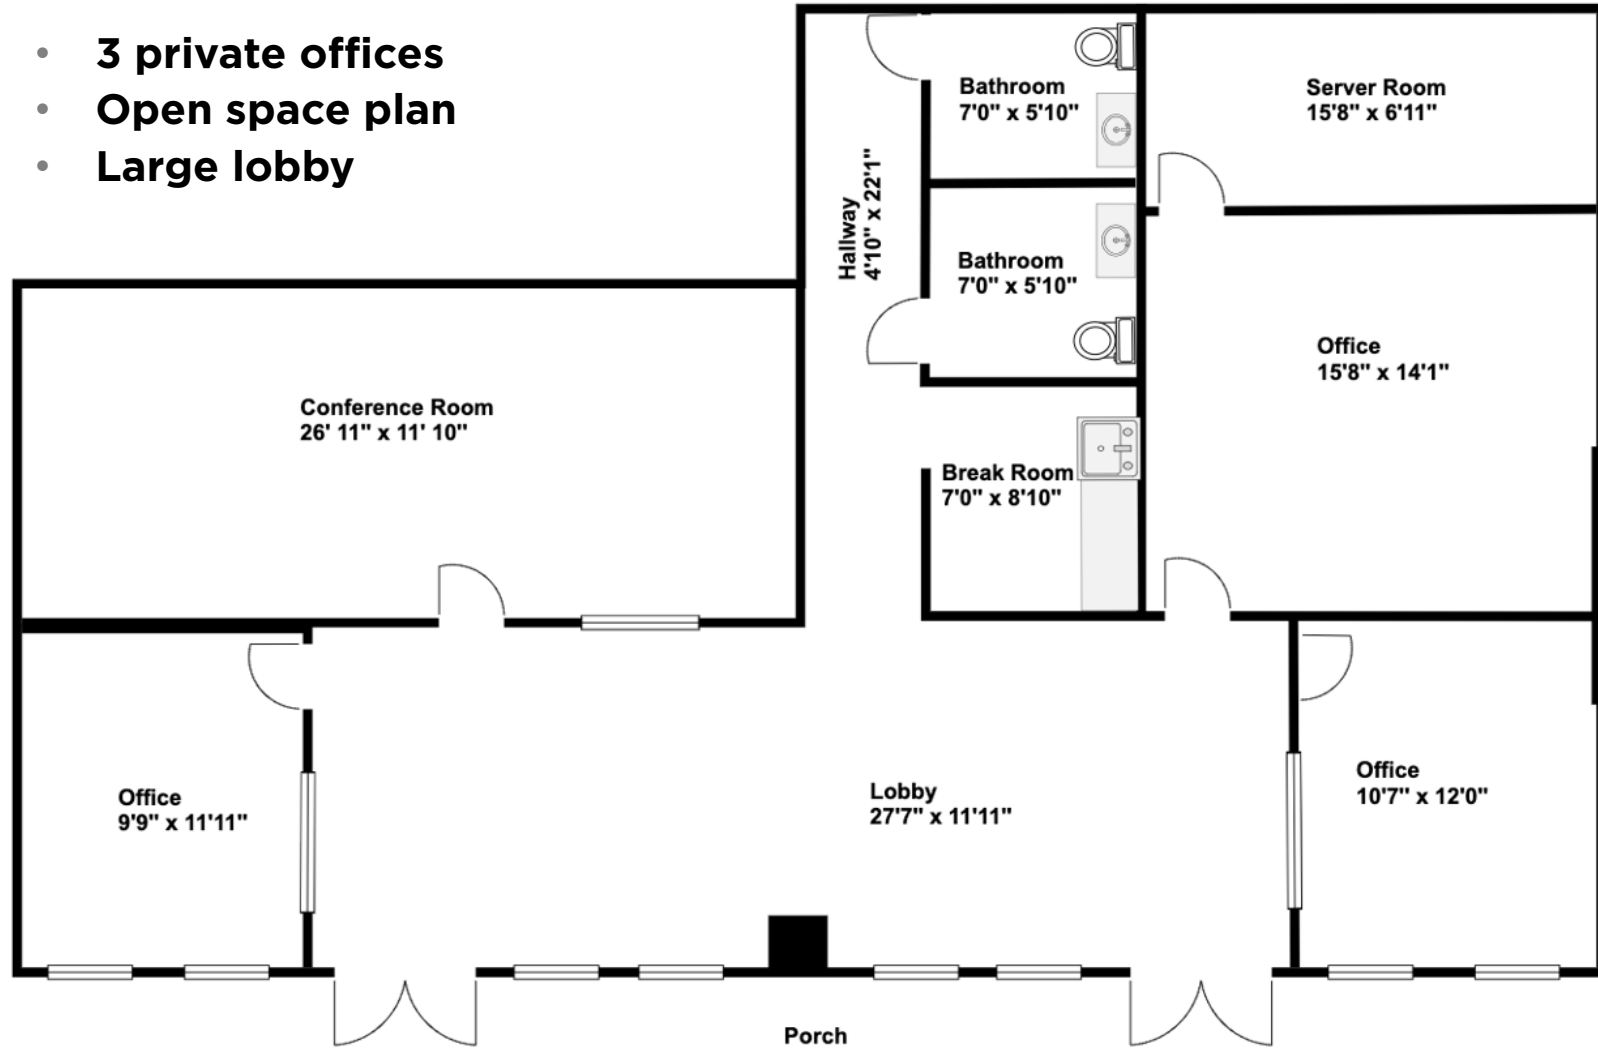 • 3 private offices
• Open space plan
• Large lobby
Bathroom
7'0" x 5'10"
Server Room
15'8" x 6'11"
Hallway
4'10" x 22'1"
Bathroom
7'0" x 5'10"
Office
15'8" x 14'1"
Conference Room
26' 11" x 11' 10"
Break Room
7'0" x 8'10"
Office
9'9" x 11'11"
Lobby
27'7" x 11'11"
Office
10'7" x 12'0"
Porch